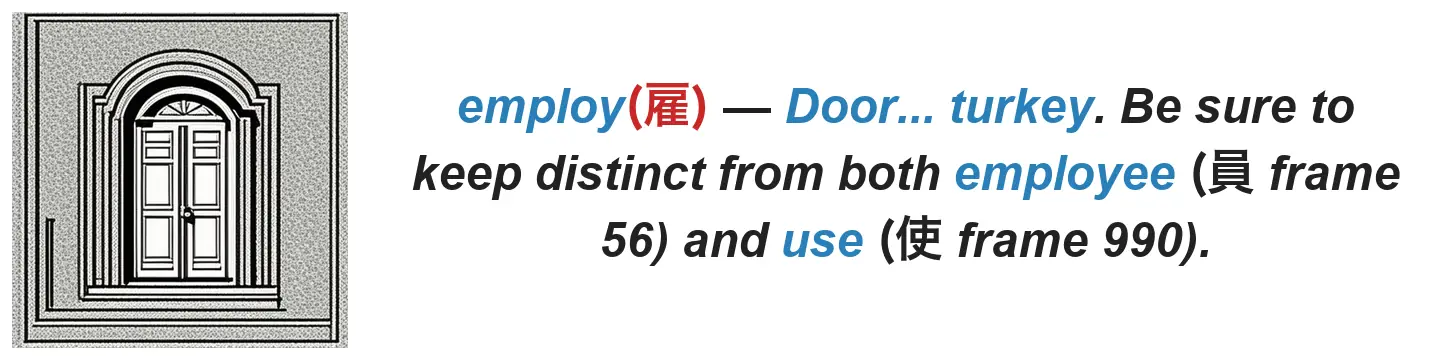 employ(雇) — Door... turkey. Be sure to
keep distinct from both employee (員 frame
56) and use (使 frame 990).